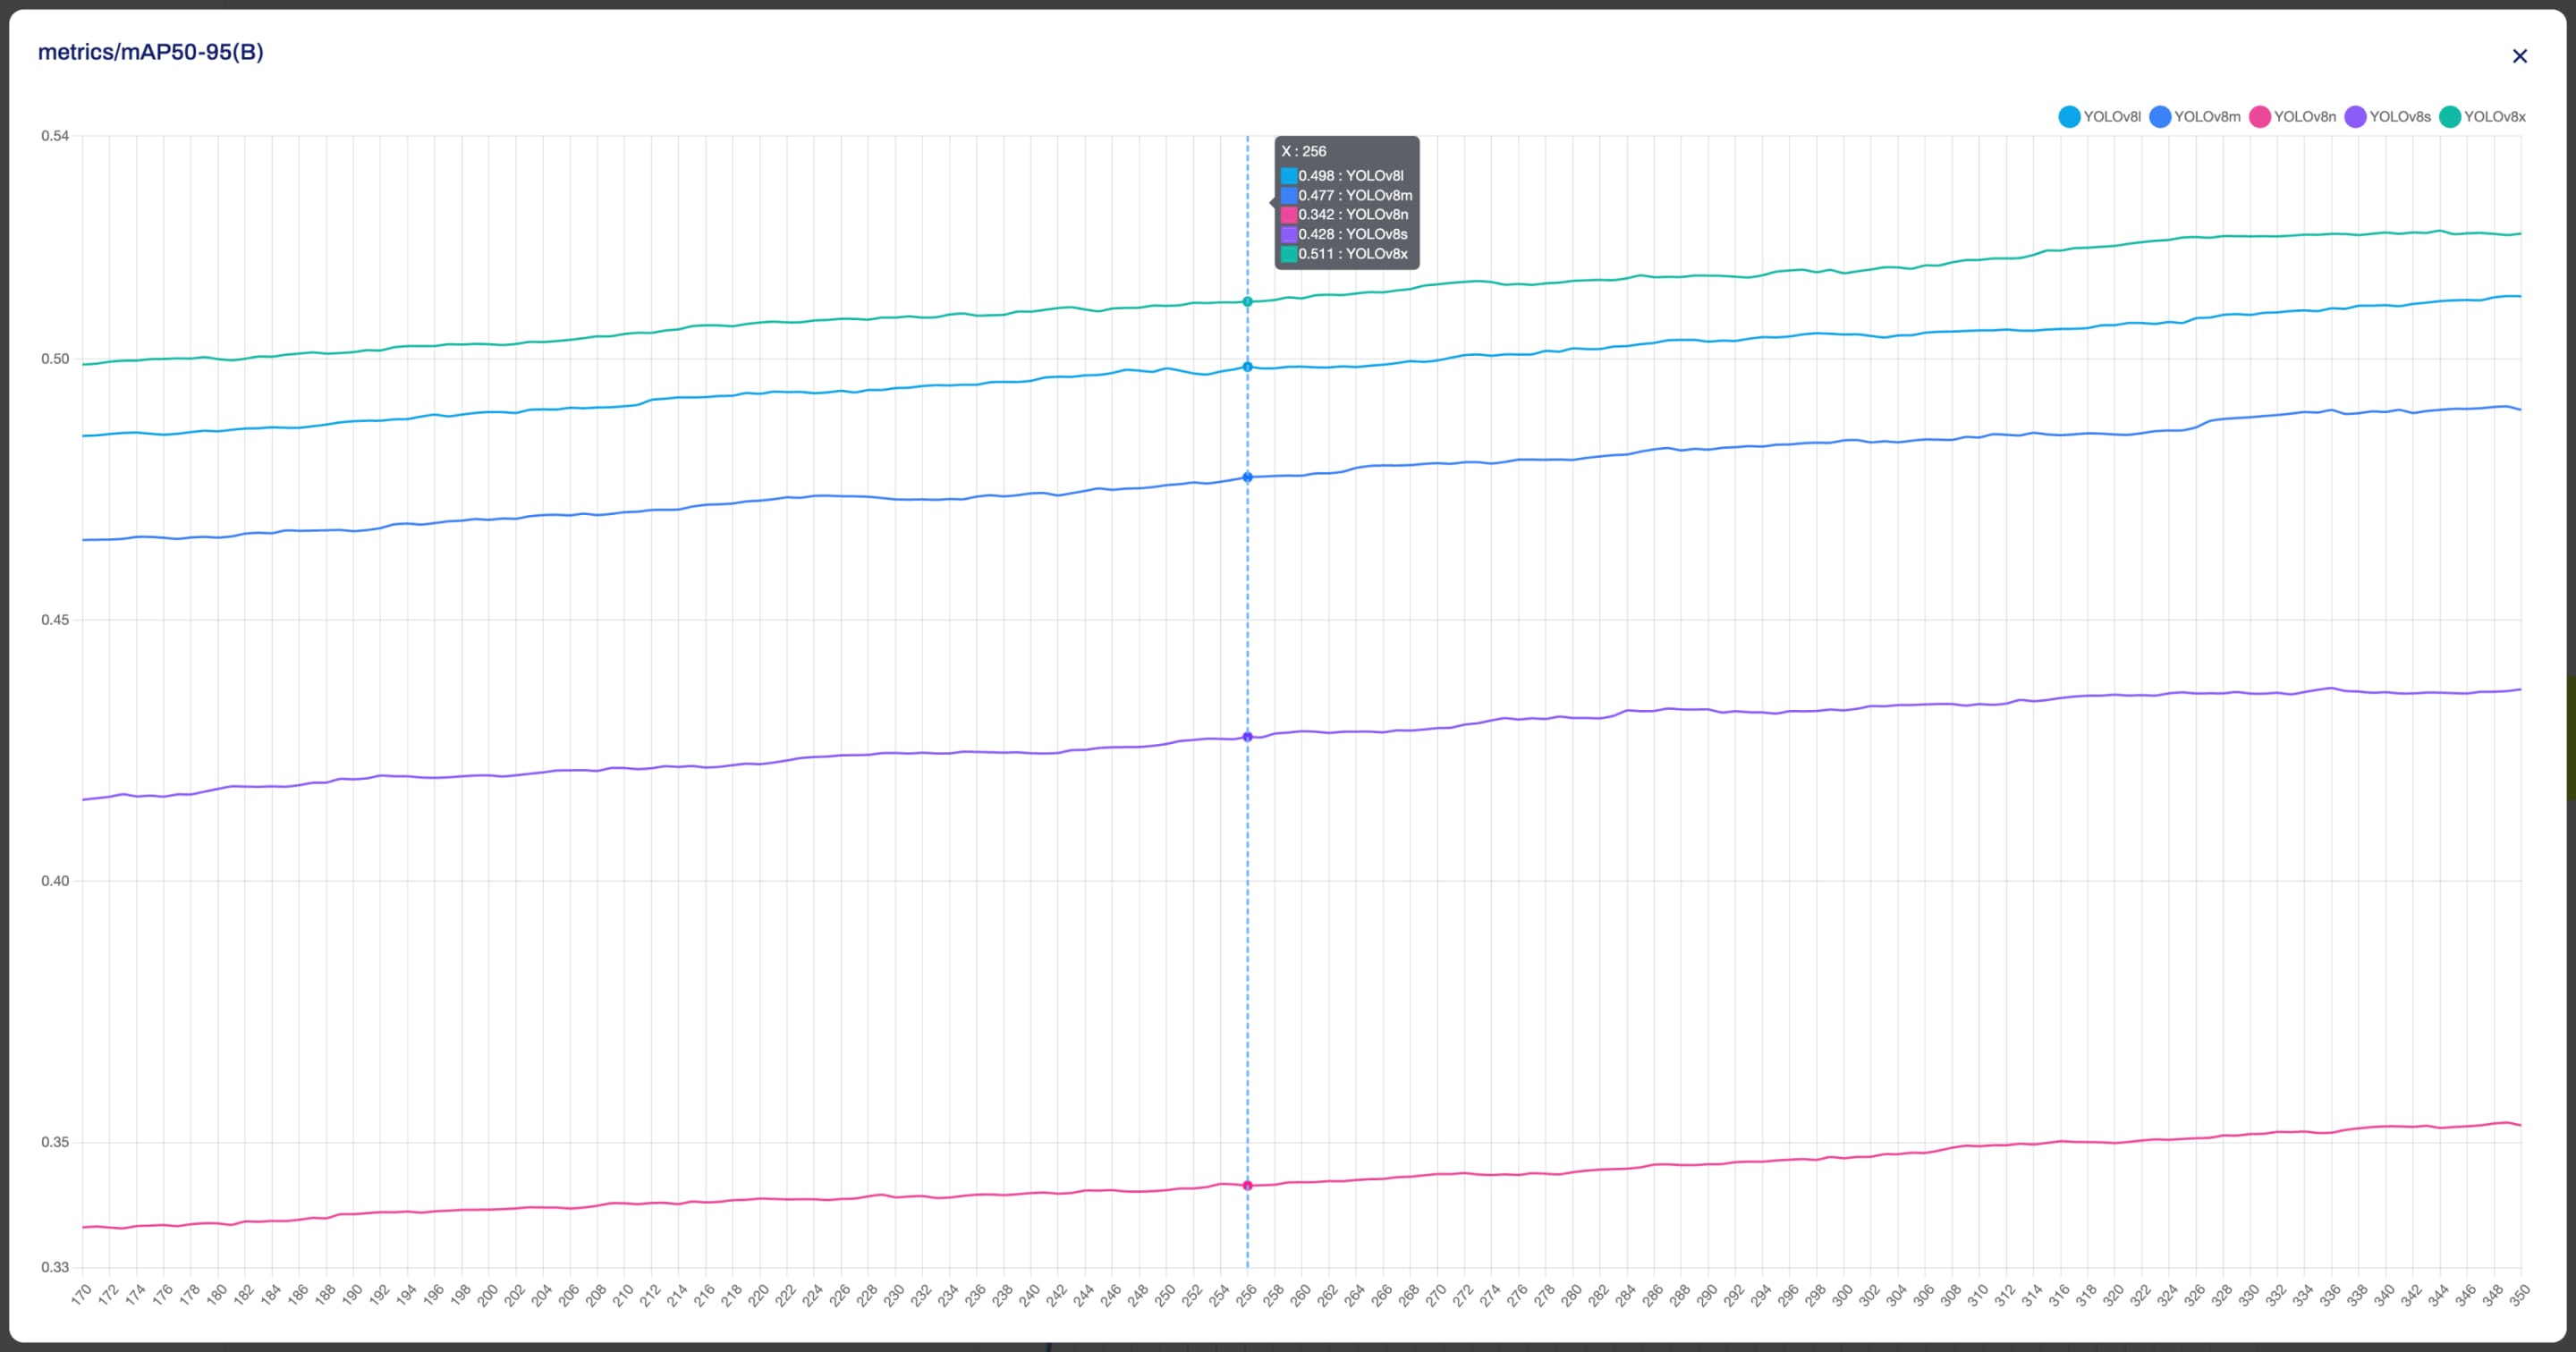 metrics/mAP50-95(B)
YOLOv8l YOLOv8m YOLOv8n YOLOv8s YOLOv8x
0.54
X : 256
0.498 : YOLOv8l
0.477 : YOLOv8m
0.342 : YOLOv8n
0.428 : YOLOv8s
0.511 : YOLOv8x
0.50
0.45
0.40
0.35
0.33
170 172 174 176 178 180 182 184 186 188 190 192 194 196 198 200 202 204 206 208 210 212 214 216 218 220 222 224 226 228 230 232 234 236 238 240 242 244 246 248 250 252 254 256 258 260 262 264 266 268 270 272 274 276 278 280 282 284 286 288 290 292 294 296 298 300 302 304 306 308 310 312 314 316 318 320 322 324 326 328 330 332 334 336 338 340 342 344 346 348 350